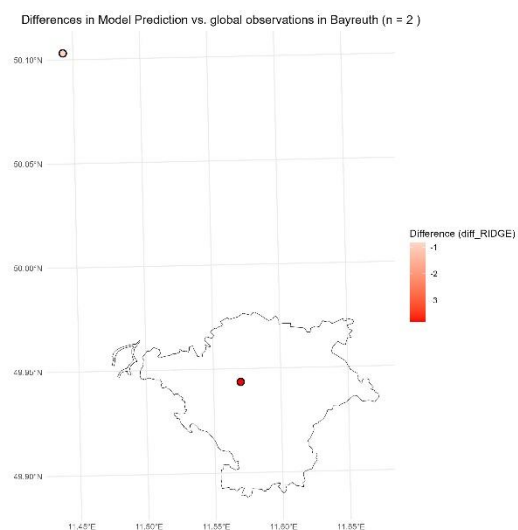 Differences in Model Prediction vs. global observations in Bayreuth (n = 2 )
50.10°N
50.05°N
50.00°N
49.95°N
49.90°N
11.45°E 11.50°E 11.55°E 11.60°E 11.65°E
Difference (diff_RIDGE)
-1
-2
3